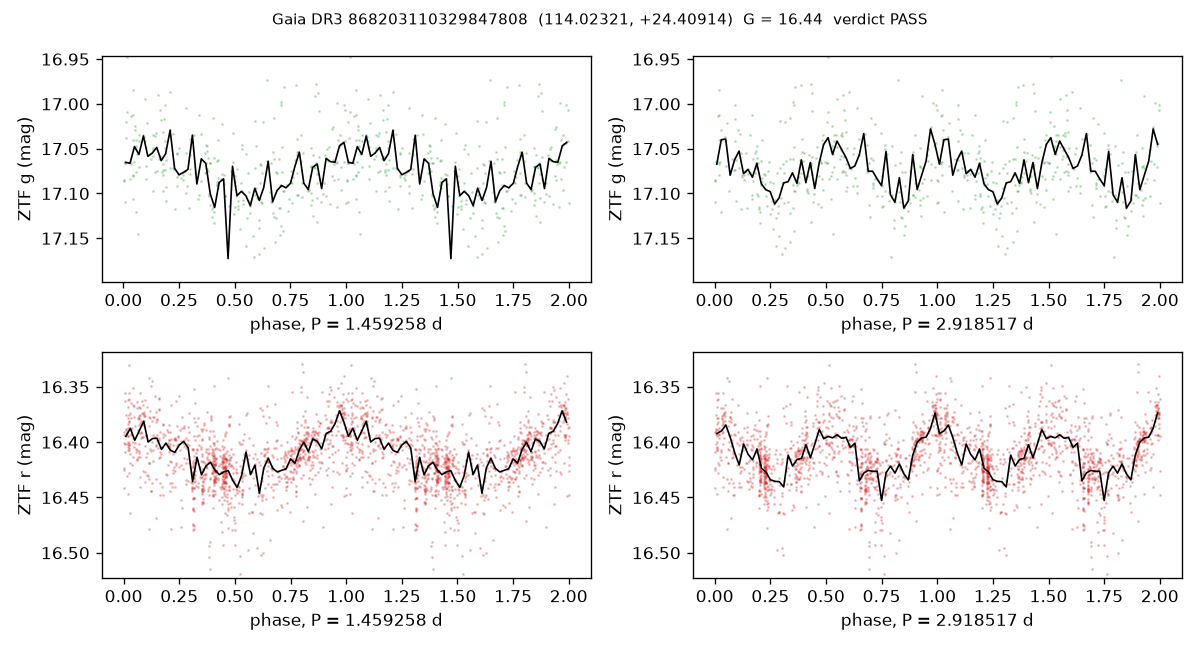 Gaia DR3 868203110329847808 (114.02321, +24.40914) G = 16.44 verdict PASS
ZTF g (mag)
16.95
17.00
17.05
17.10
17.15
0.00 0.25 0.50 0.75 1.00 1.25 1.50 1.75 2.00
phase, P = 1.459258 d
ZTF g (mag)
16.95
17.00
17.05
17.10
17.15
0.00 0.25 0.50 0.75 1.00 1.25 1.50 1.75 2.00
phase, P = 2.918517 d
ZTF r (mag)
16.35
16.40
16.45
16.50
0.00 0.25 0.50 0.75 1.00 1.25 1.50 1.75 2.00
phase, P = 1.459258 d
ZTF r (mag)
16.35
16.40
16.45
16.50
0.00 0.25 0.50 0.75 1.00 1.25 1.50 1.75 2.00
phase, P = 2.918517 d